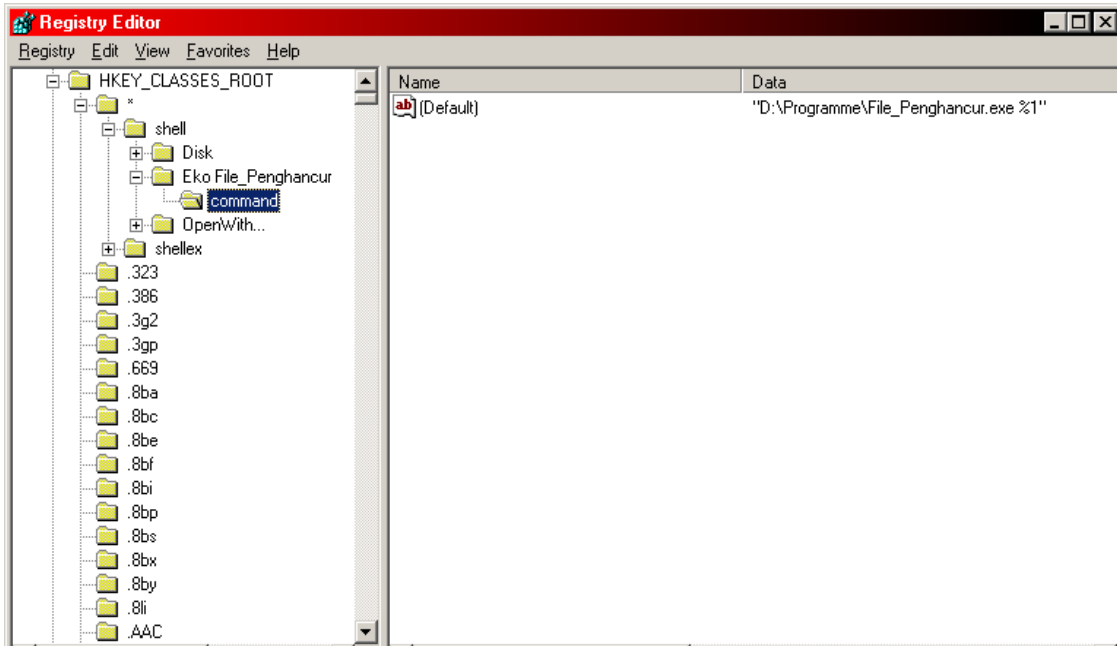 Registry Editor
Registry Edit View Favorites Help
HKEY_CLASSES_ROOT
*
shell
Disk
Eko File_Penghancur
command
OpenWith...
shellex
.323
.386
.3g2
.3gp
.669
.8ba
.8bc
.8be
.8bf
.8bi
.8bp
.8bs
.8bx
.8by
.8li
.AAC
Name Data
ab (Default) "D:\Programme\File_Penghancur.exe %1"